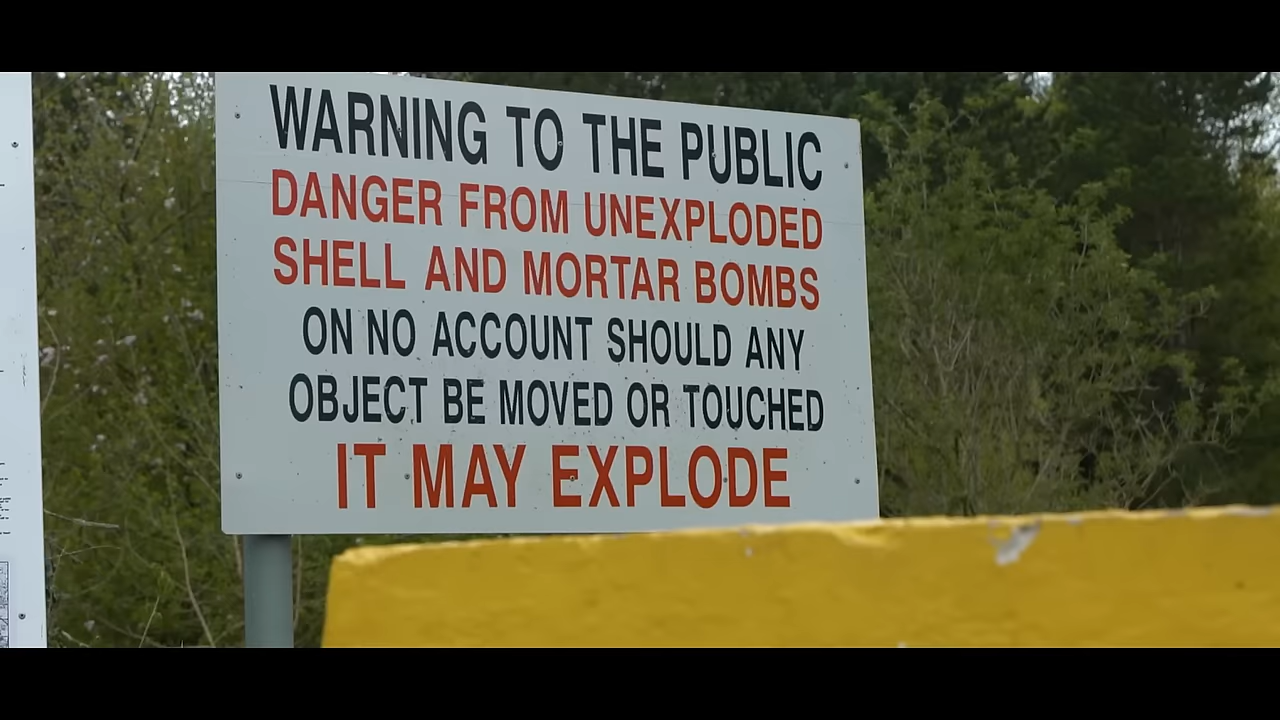 WARNING TO THE PUBLIC
DANGER FROM UNEXPLODED
SHELL AND MORTAR BOMBS
ON NO ACCOUNT SHOULD ANY
OBJECT BE MOVED OR TOUCHED
IT MAY EXPLODE